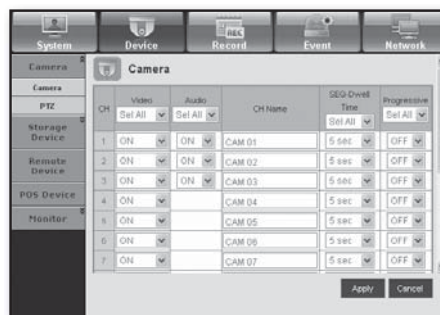 REC
System Device Record Event Network
Camera
Camera
PTZ
Storage Device
Remote Device
POS Device
Monitor
Camera
CH Video Audio CH Name SEQ-Dwell Time Progressive
Sel All Sel All Sel All Sel All
1 ON ON CAM 01 5 sec OFF
2 ON ON CAM 02 5 sec OFF
3 ON ON CAM 03 5 sec OFF
4 ON CAM 04 5 sec OFF
5 ON CAM 05 5 sec OFF
6 ON CAM 06 5 sec OFF
7 ON CAM 07 5 sec OFF
Apply Cancel